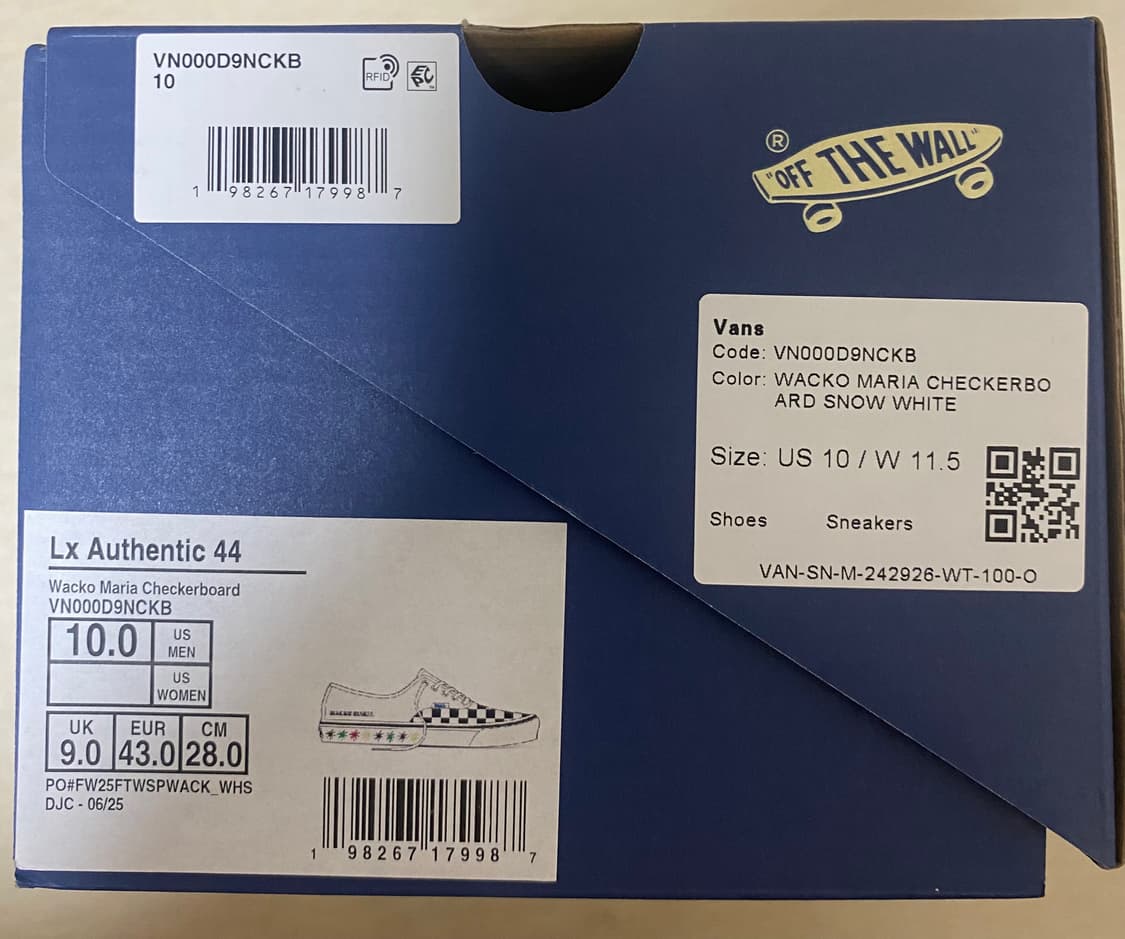 VN000D9NCKB
10
RFID
1 98267 17998 7
®
"OFF THE WALL"
Vans
Code: VN000D9NCKB
Color: WACKO MARIA CHECKERBO
ARD SNOW WHITE
Size: US 10 / W 11.5
Shoes Sneakers
VAN-SN-M-242926-WT-100-O
Lx Authentic 44
Wacko Maria Checkerboard
VN000D9NCKB
10.0 US MEN
US WOMEN
UK EUR CM
9.0 43.0 28.0
PO#FW25FTWSPWACK_WHS
DJC - 06/25
1 98267 17998 7